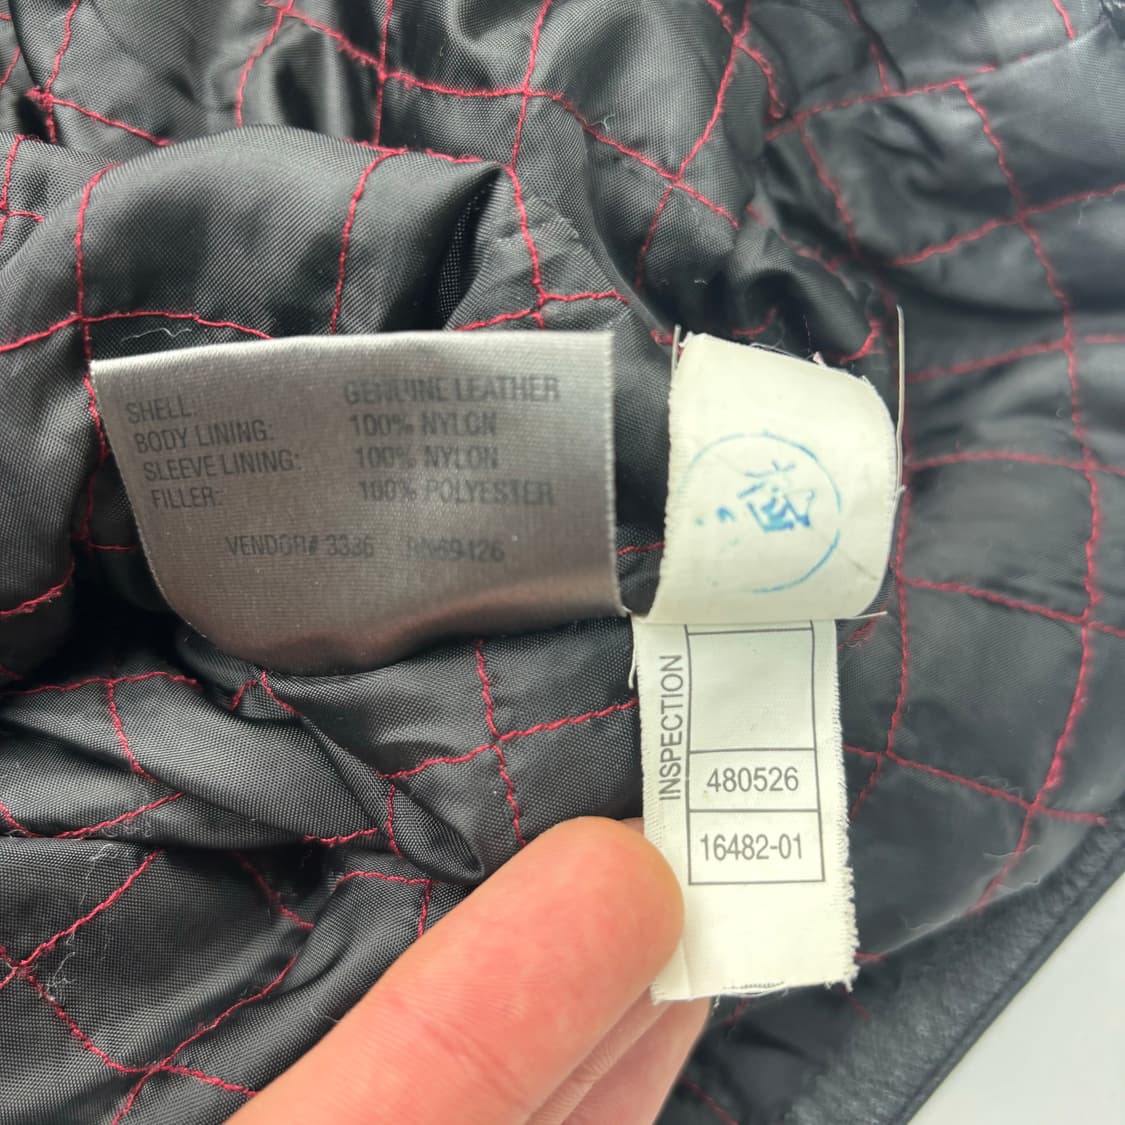 SHELL: GENUINE LEATHER
BODY LINING: 100% NYLON
SLEEVE LINING: 100% NYLON
FILLER: 100% POLYESTER
VENDOR# 3336 RN69426
INSPECTION
480526
16482-01